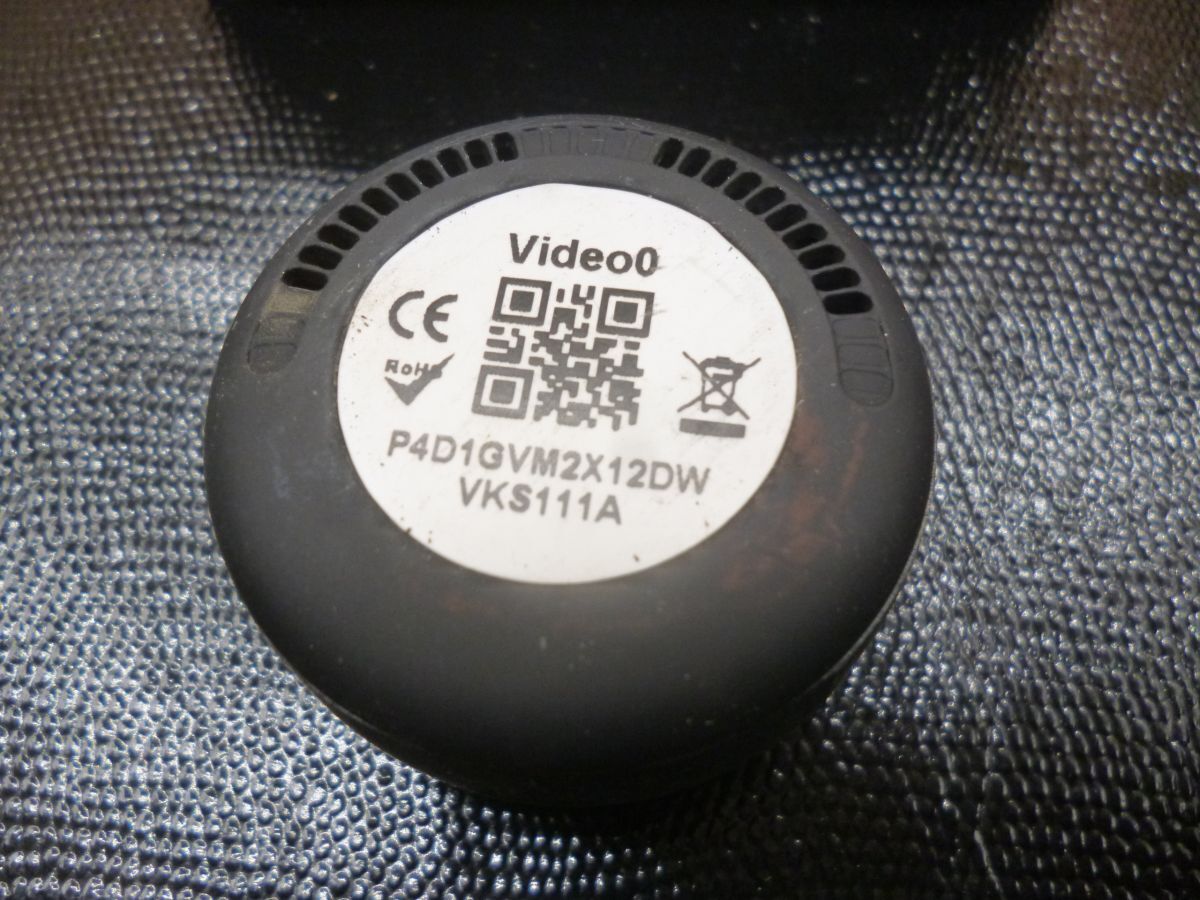 Video0
CE
RoHS
P4D1GVM2X12DW
VKS111A